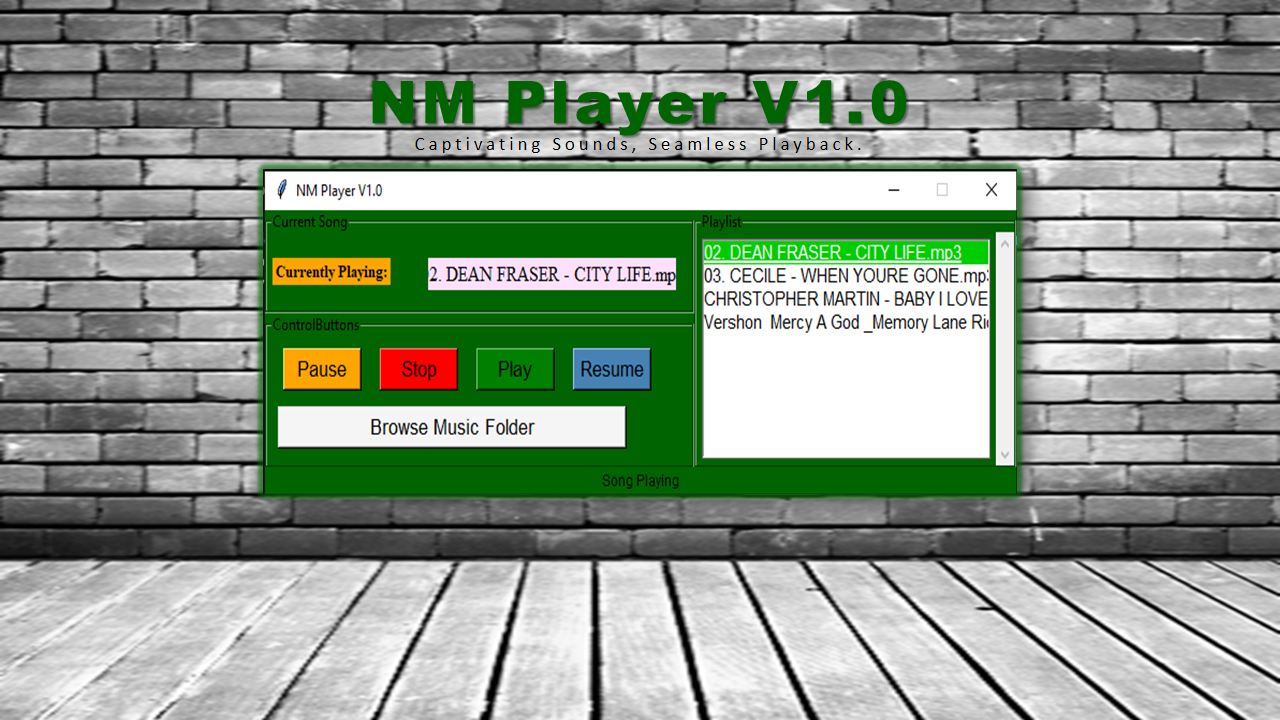 NM Player V1.0
Captivating Sounds, Seamless Playback.
NM Player V1.0
Current Song
Currently Playing:
2. DEAN FRASER - CITY LIFE.mp
ControlButtons
Pause
Stop
Play
Resume
Browse Music Folder
Playlist
02. DEAN FRASER - CITY LIFE.mp3
03. CECILE - WHEN YOURE GONE.mp3
CHRISTOPHER MARTIN - BABY I LOVE
Vershon  Mercy A God _Memory Lane Ri
Song Playing